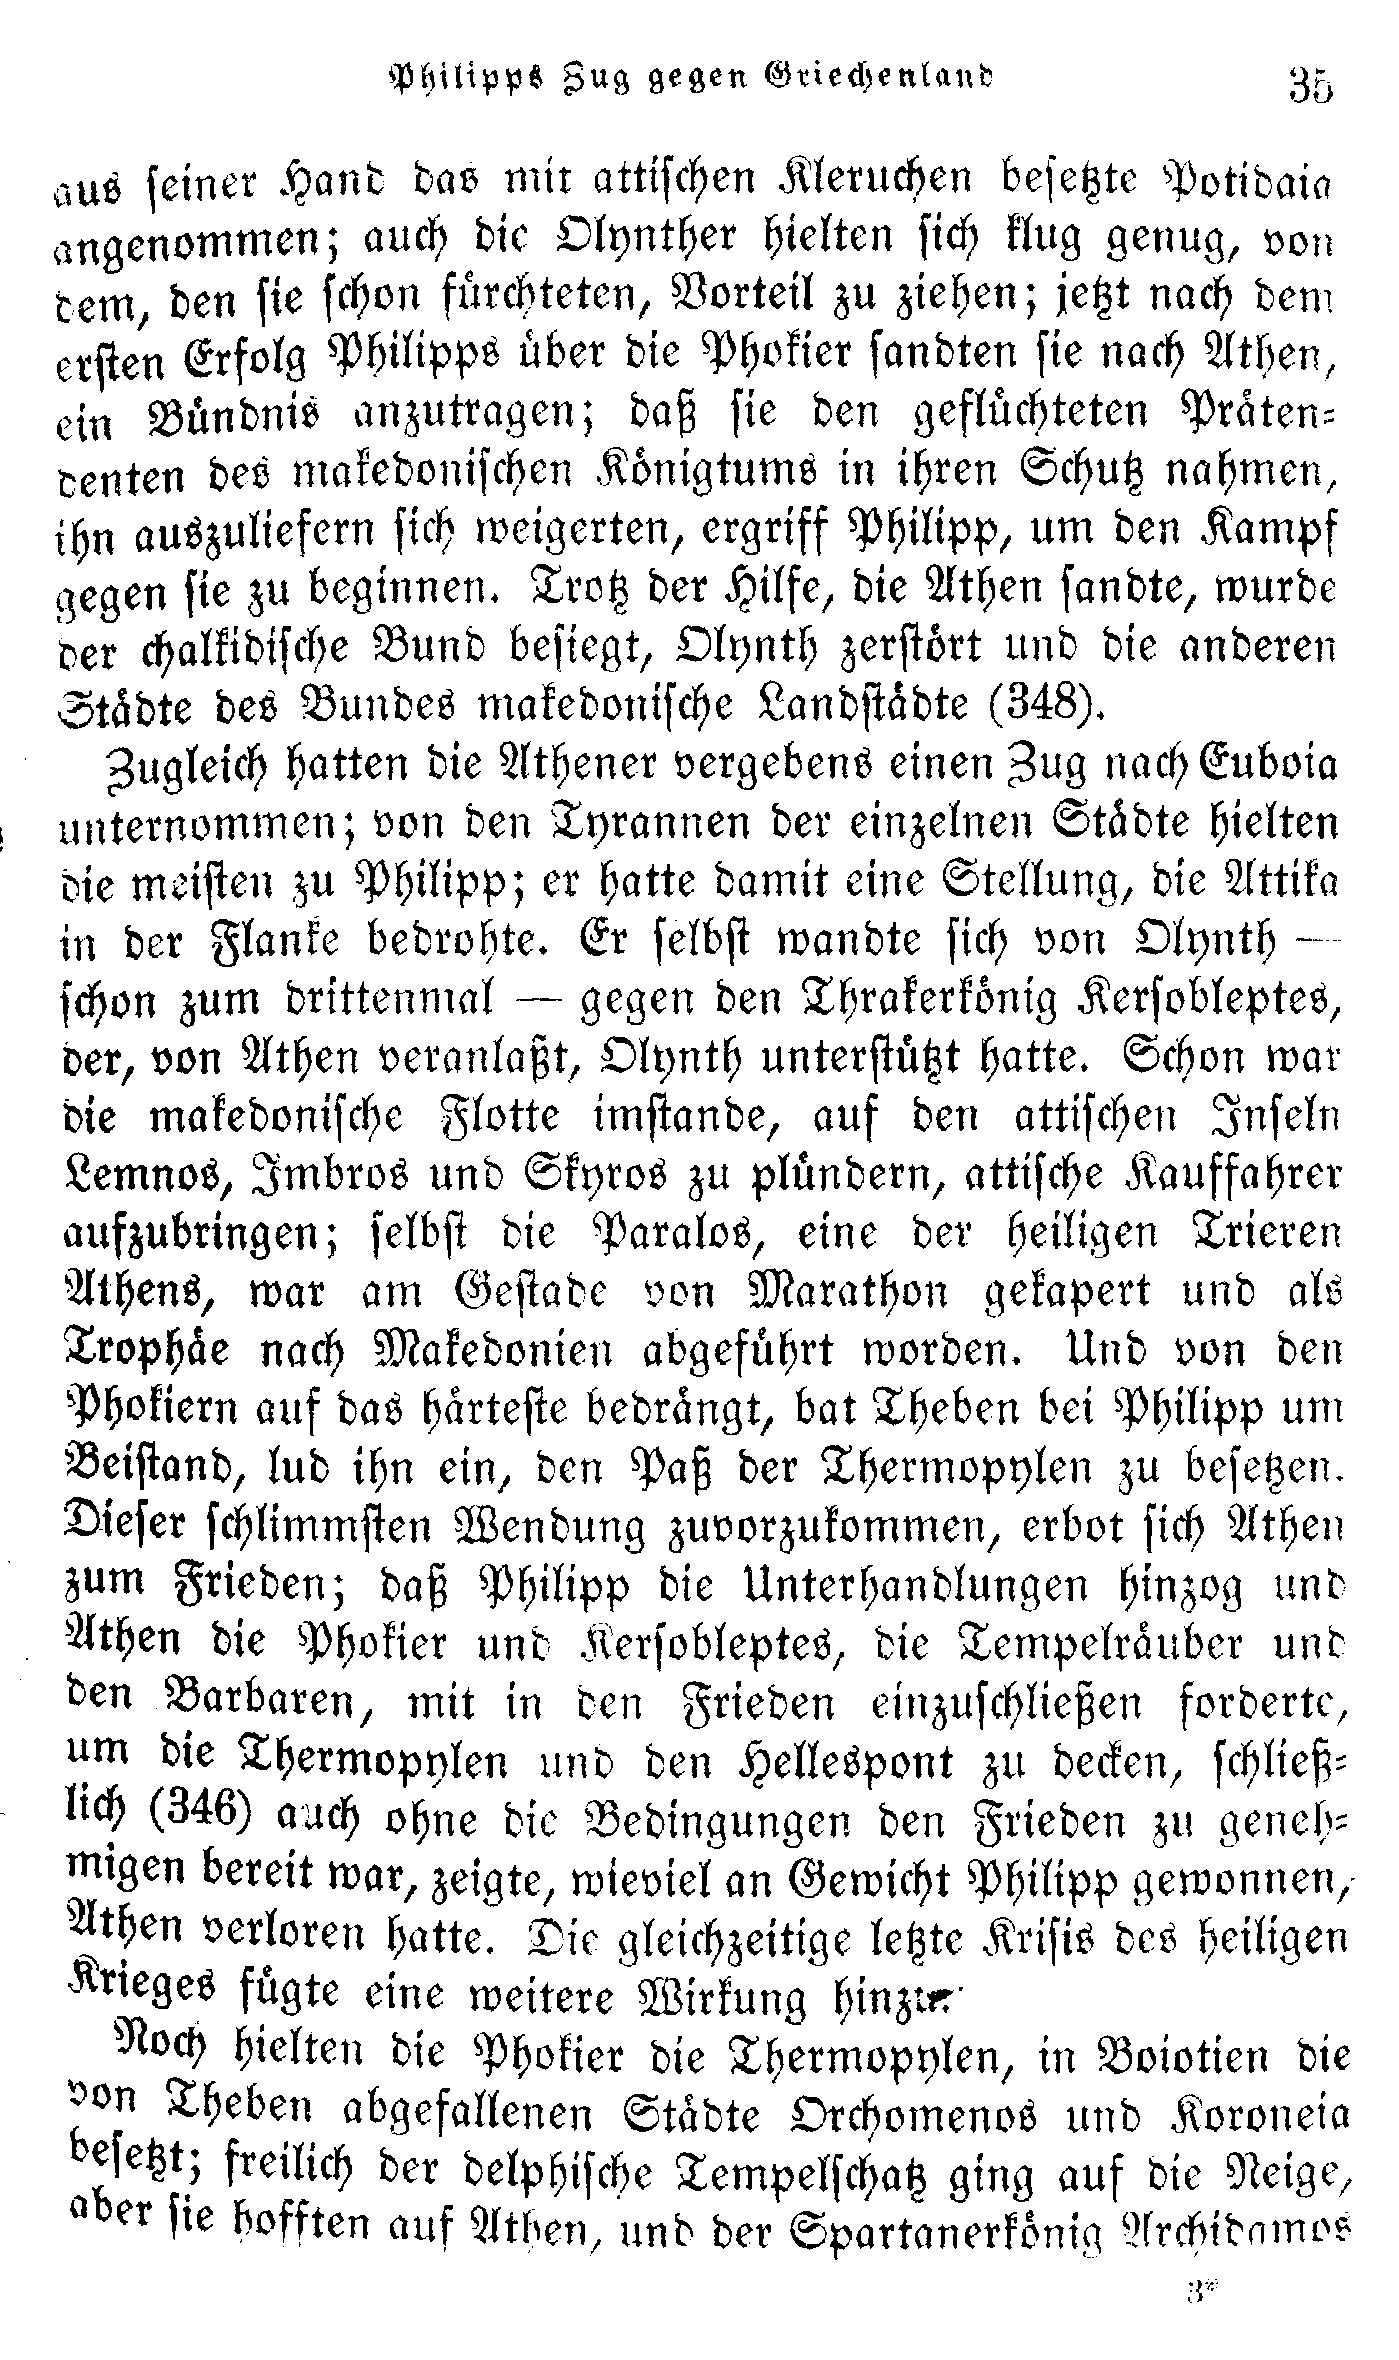 Philipps Zug gegen Griechenland 35
aus seiner Hand das mit attischen Kleruchen besetzte Potidaia
angenommen; auch die Olynther hielten sich klug genug, von
dem, den sie schon fürchteten, Vorteil zu ziehen; jetzt nach dem
ersten Erfolg Philipps über die Phokier sandten sie nach Athen,
ein Bündnis anzutragen; daß sie den geflüchteten Präten-
denten des makedonischen Königtums in ihren Schutz nahmen,
ihn auszuliefern sich weigerten, ergriff Philipp, um den Kampf
gegen sie zu beginnen. Trotz der Hilfe, die Athen sandte, wurde
der chalkidische Bund besiegt, Olynth zerstört und die anderen
Städte des Bundes makedonische Landstädte (348).
Zugleich hatten die Athener vergebens einen Zug nach Euboia
unternommen; von den Tyrannen der einzelnen Städte hielten
die meisten zu Philipp; er hatte damit eine Stellung, die Attika
in der Flanke bedrohte. Er selbst wandte sich von Olynth —
schon zum drittenmal — gegen den Thrakerkönig Kersobleptes,
der, von Athen veranlaßt, Olynth unterstützt hatte. Schon war
die makedonische Flotte imstande, auf den attischen Inseln
Lemnos, Imbros und Skyros zu plündern, attische Kauffahrer
aufzubringen; selbst die Paralos, eine der heiligen Trieren
Athens, war am Gestade von Marathon gekapert und als
Trophäe nach Makedonien abgeführt worden. Und von den
Phokiern auf das härteste bedrängt, bat Theben bei Philipp um
Beistand, lud ihn ein, den Paß der Thermopylen zu besetzen.
Dieser schlimmsten Wendung zuvorzukommen, erbot sich Athen
zum Frieden; daß Philipp die Unterhandlungen hinzog und
Athen die Phokier und Kersobleptes, die Tempelräuber und
den Barbaren, mit in den Frieden einzuschließen forderte,
um die Thermopylen und den Hellespont zu decken, schließ-
lich (346) auch ohne die Bedingungen den Frieden zu geneh-
migen bereit war, zeigte, wieviel an Gewicht Philipp gewonnen,
Athen verloren hatte. Die gleichzeitige letzte Krisis des heiligen
Krieges fügte eine weitere Wirkung hinzu.
Noch hielten die Phokier die Thermopylen, in Boiotien die
von Theben abgefallenen Städte Orchomenos und Koroneia
besetzt; freilich der delphische Tempelschatz ging auf die Neige,
aber sie hofften auf Athen, und der Spartanerkönig Archidamos
3*